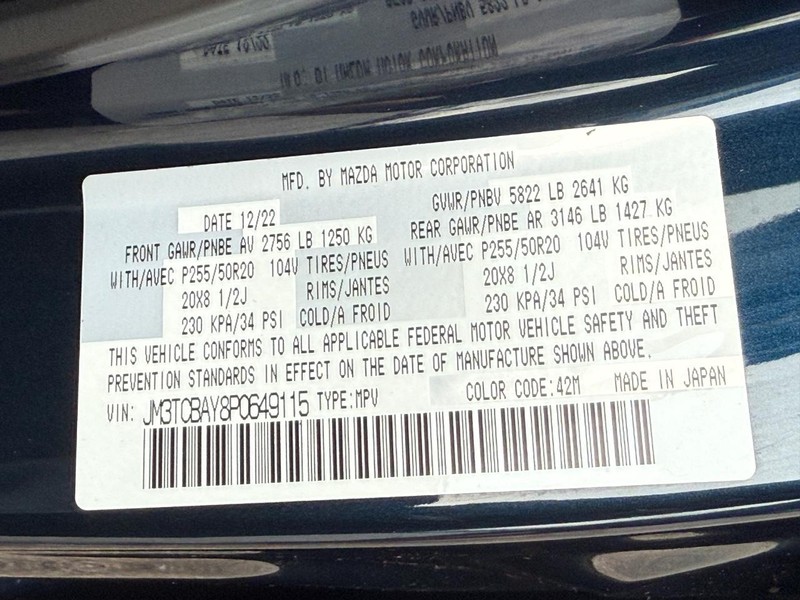 MFD. BY MAZDA MOTOR CORPORATION
DATE 12/22 GVWR/PNBV 5822 LB 2641 KG
FRONT GAWR/PNBE AV 2756 LB 1250 KG REAR GAWR/PNBE AR 3146 LB 1427 KG
WITH/AVEC P255/50R20 104V TIRES/PNEUS WITH/AVEC P255/50R20 104V TIRES/PNEUS
20X8 1/2J RIMS/JANTES 20X8 1/2J RIMS/JANTES
230 KPA/34 PSI COLD/A FROID 230 KPA/34 PSI COLD/A FROID
THIS VEHICLE CONFORMS TO ALL APPLICABLE FEDERAL MOTOR VEHICLE SAFETY AND THEFT
PREVENTION STANDARDS IN EFFECT ON THE DATE OF MANUFACTURE SHOWN ABOVE.
COLOR CODE:42M MADE IN JAPAN
VIN: JM3TCBAY8P0649115 TYPE:MPV